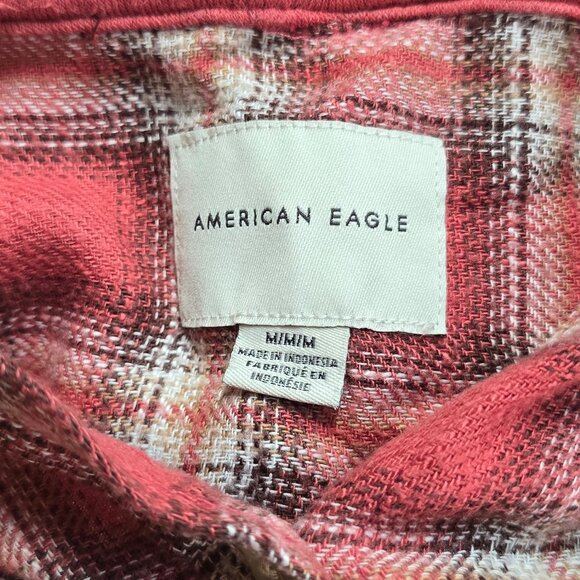 AMERICAN EAGLE
M/M/M
MADE IN INDONESIA
FABRIQUÉ EN
INDONÉSIE